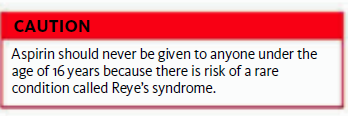 CAUTION
Aspirin should never be given to anyone under the
age of 16 years because there is risk of a rare
condition called Reye's syndrome.